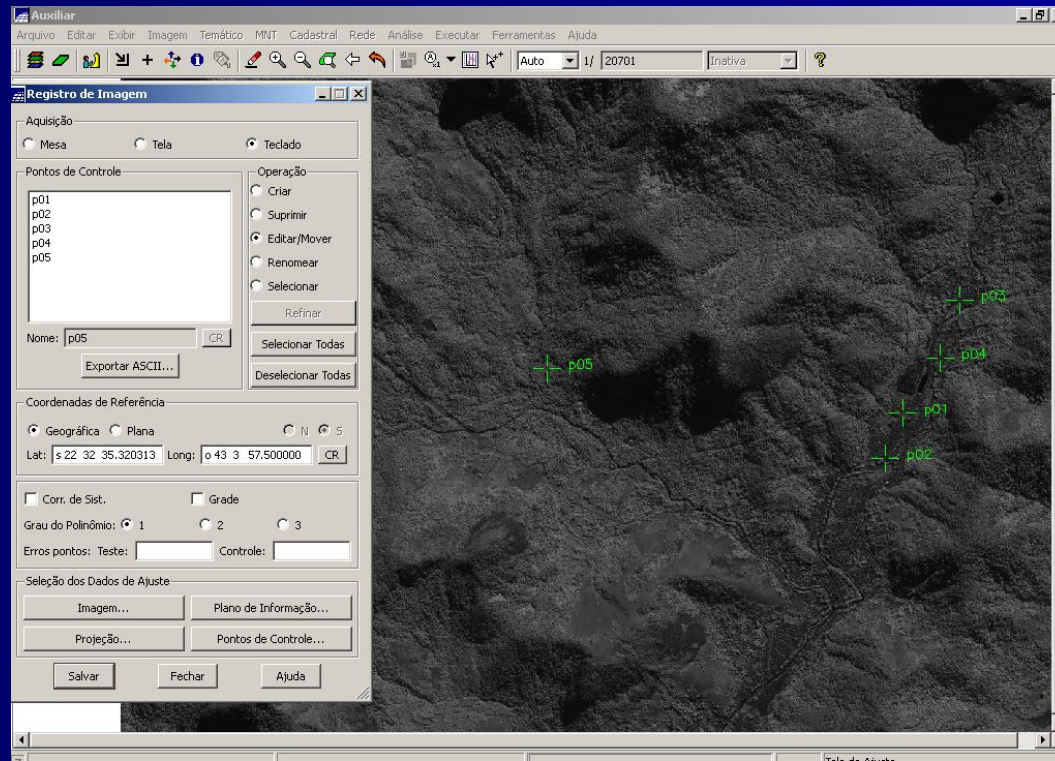 Auxiliar
Arquivo Editar Exibir Imagem Temático MNT Cadastral Rede Análise Executar Ferramentas Ajuda
Auto 1/ 20701 Inativa
Registro de Imagem
Aquisição
Mesa Tela Teclado
Pontos de Controle
p01
p02
p03
p04
p05
Nome: p05 CR
Exportar ASCII...
Operação
Criar
Suprimir
Editar/Mover
Renomear
Selecionar
Refinar
Selecionar Todas
Deselecionar Todas
Coordenadas de Referência
Geográfica Plana N S
Lat: s 22 32 35.320313 Long: o 43 3 57.500000 CR
Corr. de Sist. Grade
Grau do Polinômio: 1 2 3
Erros pontos: Teste: Controle:
Seleção dos Dados de Ajuste
Imagem... Plano de Informação...
Projeção... Pontos de Controle...
Salvar Fechar Ajuda
p03
p04
p05
p01
p02